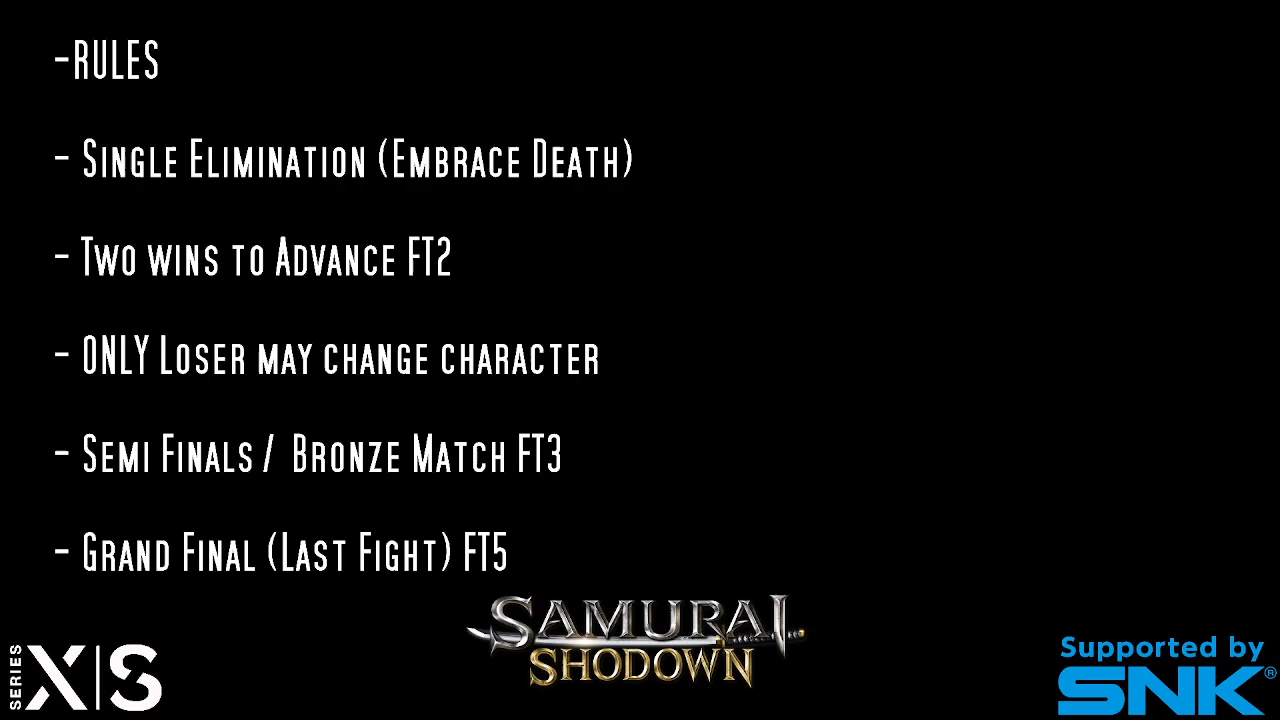 -RULES
- Single Elimination (Embrace Death)
- Two wins to Advance FT2
- ONLY Loser may change character
- Semi Finals / Bronze Match FT3
- Grand Final (Last Fight) FT5
SAMURAI
SHODOWN
SERIES X|S
Supported by
SNK®